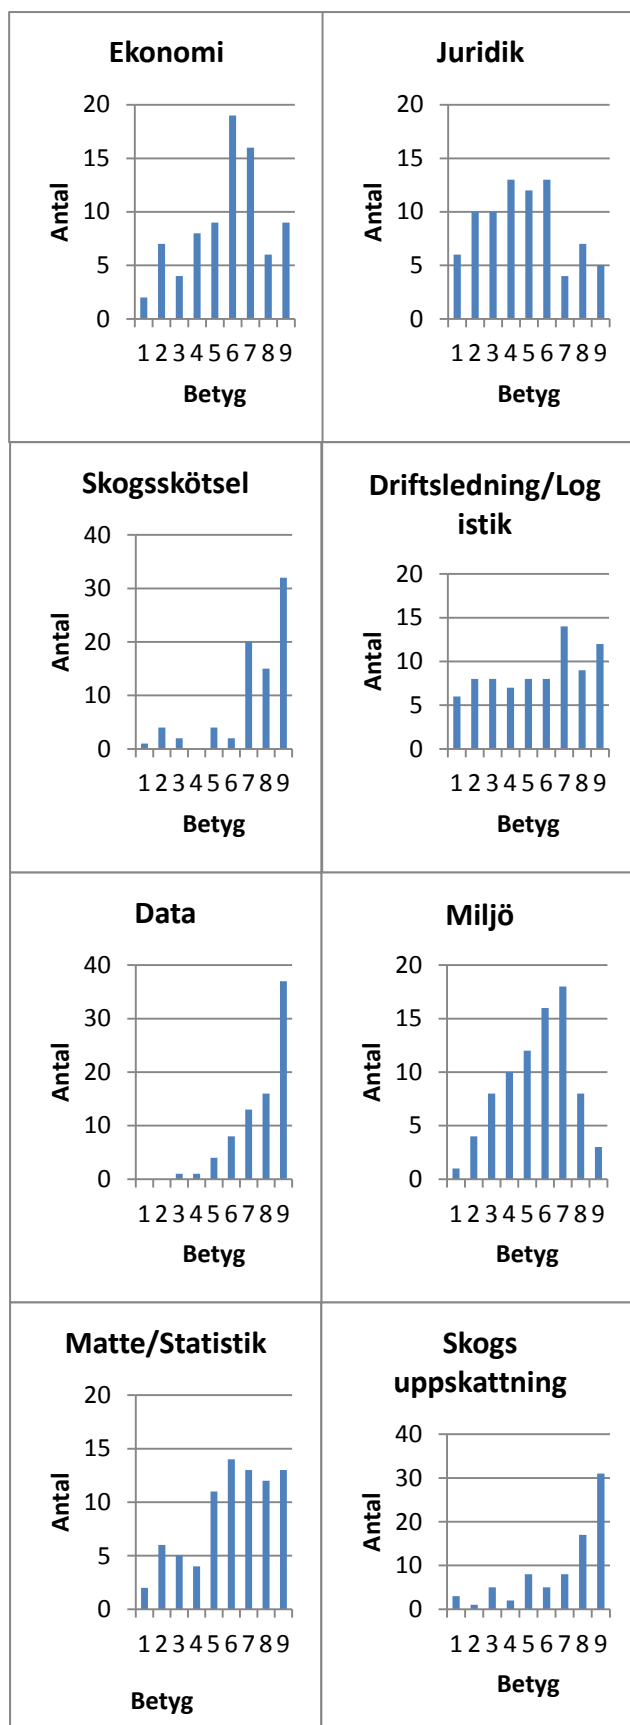 Ekonomi
20
15
10
5
0
Antal
1 2 3 4 5 6 7 8 9
Betyg
Juridik
20
15
10
5
0
Antal
1 2 3 4 5 6 7 8 9
Betyg
Skogsskötsel
40
30
20
10
0
Antal
1 2 3 4 5 6 7 8 9
Betyg
Driftsledning/Log
istik
20
15
10
5
0
Antal
1 2 3 4 5 6 7 8 9
Betyg
Data
40
30
20
10
0
Antal
1 2 3 4 5 6 7 8 9
Betyg
Miljö
20
15
10
5
0
Antal
1 2 3 4 5 6 7 8 9
Betyg
Matte/Statistik
20
15
10
5
0
Antal
1 2 3 4 5 6 7 8 9
Betyg
Skogs
uppskattning
40
30
20
10
0
Antal
1 2 3 4 5 6 7 8 9
Betyg